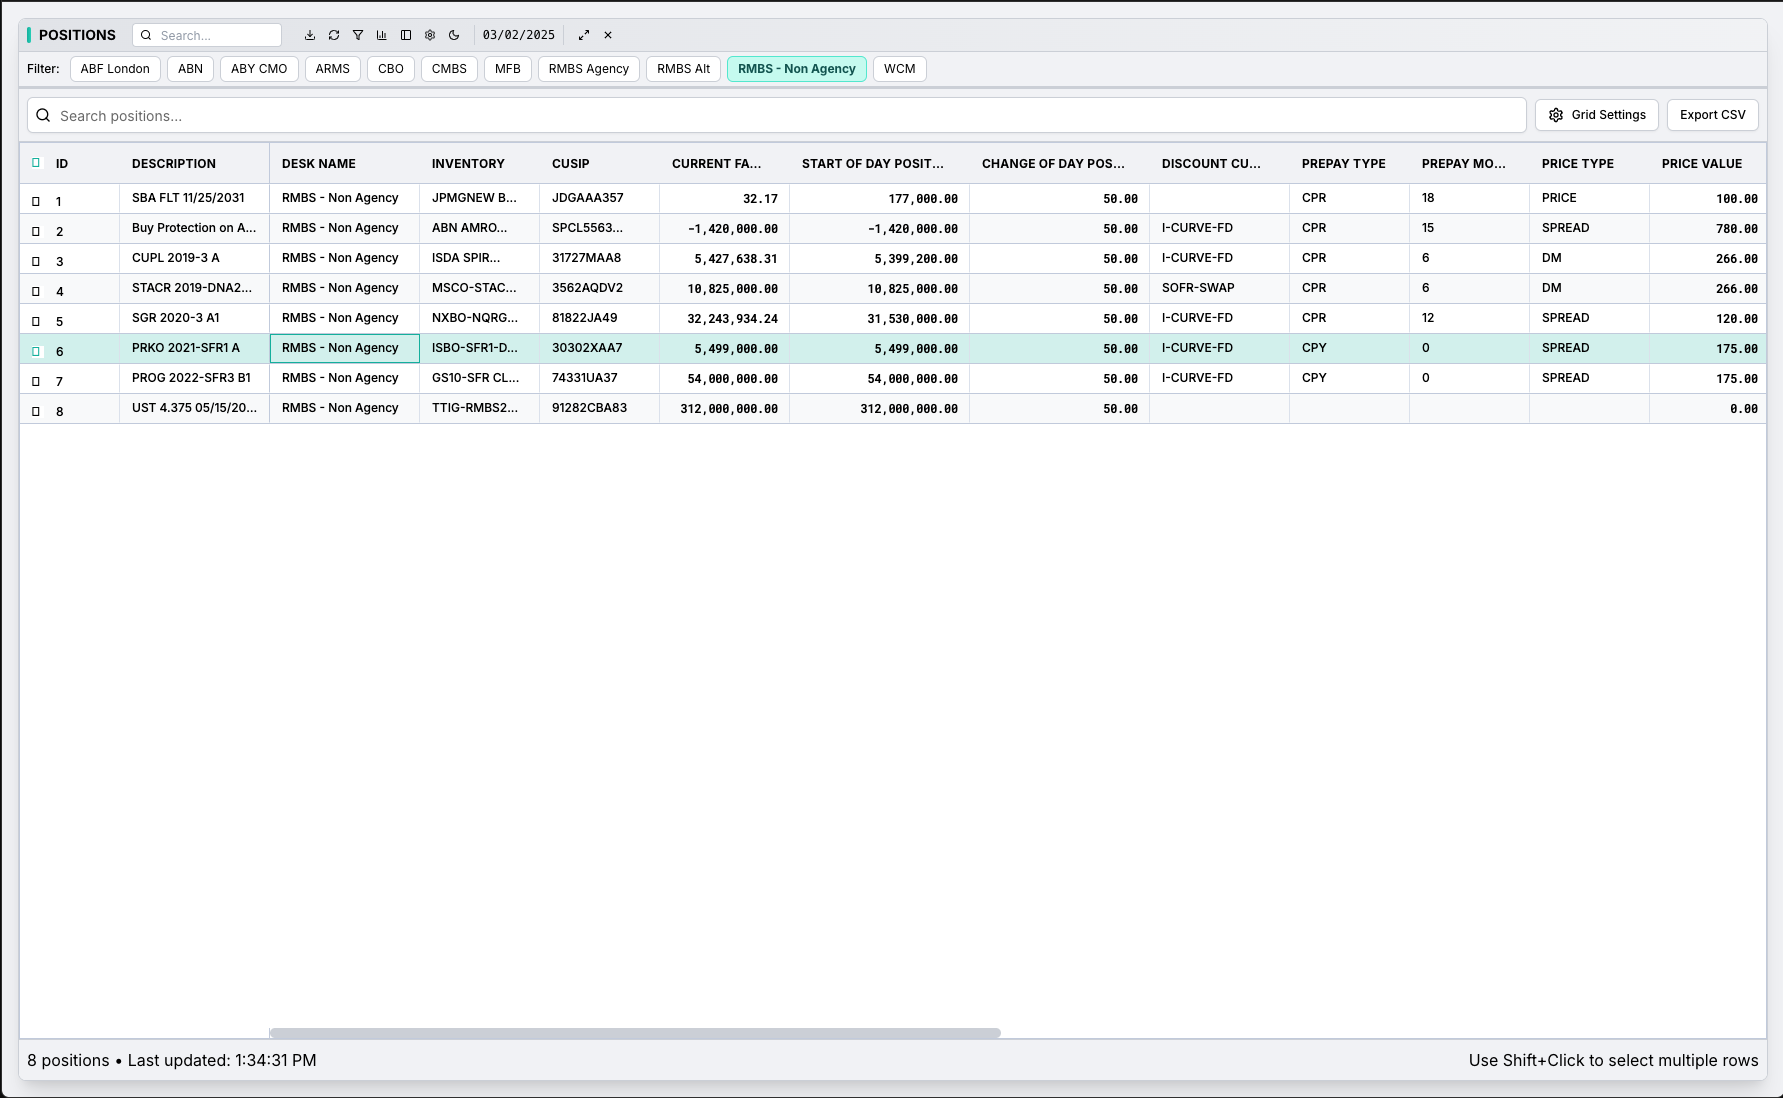 POSITIONS Search... 03/02/2025
Filter: ABF London ABN ABY CMO ARMS CBO CMBS MFB RMBS Agency RMBS Alt RMBS - Non Agency WCM
Search positions... Grid Settings Export CSV
ID DESCRIPTION DESK NAME INVENTORY CUSIP CURRENT FA... START OF DAY POSIT... CHANGE OF DAY POS... DISCOUNT CU... PREPAY TYPE PREPAY MO... PRICE TYPE PRICE VALUE
1 SBA FLT 11/25/2031 RMBS - Non Agency JPMGNEW B... JDGAAA357 32.17 177,000.00 50.00 CPR 18 PRICE 100.00
2 Buy Protection on A... RMBS - Non Agency ABN AMRO... SPCL5563... -1,420,000.00 -1,420,000.00 50.00 I-CURVE-FD CPR 15 SPREAD 780.00
3 CUPL 2019-3 A RMBS - Non Agency ISDA SPIR... 31727MAA8 5,427,638.31 5,399,200.00 50.00 I-CURVE-FD CPR 6 DM 266.00
4 STACR 2019-DNA2... RMBS - Non Agency MSCO-STAC... 3562AQDV2 10,825,000.00 10,825,000.00 50.00 SOFR-SWAP CPR 6 DM 266.00
5 SGR 2020-3 A1 RMBS - Non Agency NXBO-NQRG... 81822JA49 32,243,934.24 31,530,000.00 50.00 I-CURVE-FD CPR 12 SPREAD 120.00
6 PRKO 2021-SFR1 A RMBS - Non Agency ISBO-SFR1-D... 30302XAA7 5,499,000.00 5,499,000.00 50.00 I-CURVE-FD CPY 0 SPREAD 175.00
7 PROG 2022-SFR3 B1 RMBS - Non Agency GS10-SFR CL... 74331UA37 54,000,000.00 54,000,000.00 50.00 I-CURVE-FD CPY 0 SPREAD 175.00
8 UST 4.375 05/15/20... RMBS - Non Agency TTIG-RMBS2... 91282CBA83 312,000,000.00 312,000,000.00 50.00 0.00
8 positions • Last updated: 1:34:31 PM Use Shift+Click to select multiple rows